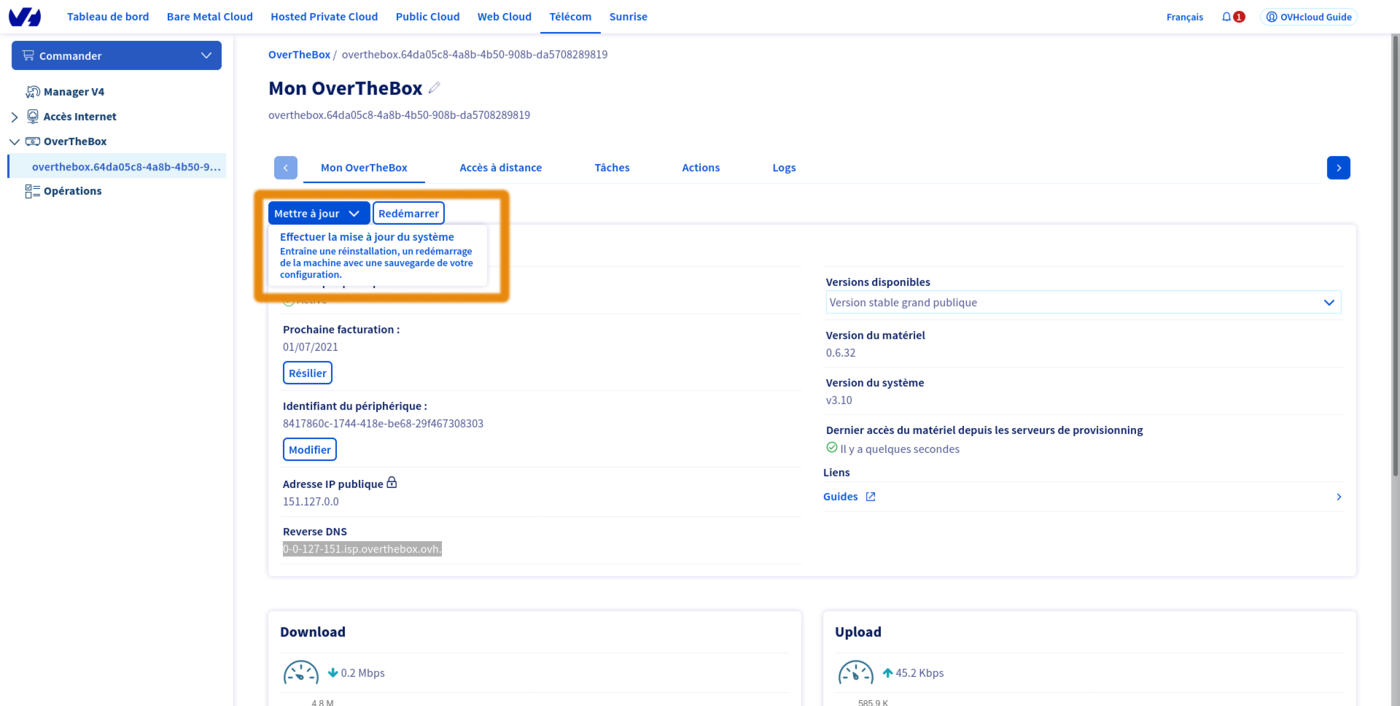 Tableau de bord
Bare Metal Cloud
Hosted Private Cloud
Public Cloud
Web Cloud
Télécom
Sunrise
Français
1
OVHcloud Guide
Commander
Manager V4
Accès Internet
OverTheBox
overthebox.64da05c8-4a8b-4b50-9...
Opérations
OverTheBox / overthebox.64da05c8-4a8b-4b50-908b-da5708289819
Mon OverTheBox
overthebox.64da05c8-4a8b-4b50-908b-da5708289819
Mon OverTheBox
Accès à distance
Tâches
Actions
Logs
Mettre à jour
Redémarrer
Effectuer la mise à jour du système
Entraîne une réinstallation, un redémarrage
de la machine avec une sauvegarde de votre
configuration.
Prochaine facturation :
01/07/2021
Résilier
Identifiant du périphérique :
8417860c-1744-418e-be68-29f467308303
Modifier
Adresse IP publique
151.127.0.0
Reverse DNS
0-0-127-151.isp.overthebox.ovh.
Versions disponibles
Version stable grand publique
Version du matériel
0.6.32
Version du système
v3.10
Dernier accès du matériel depuis les serveurs de provisionning
Il y a quelques secondes
Liens
Guides
Download
0.2 Mbps
4.8 M
Upload
45.2 Kbps
585.9 K